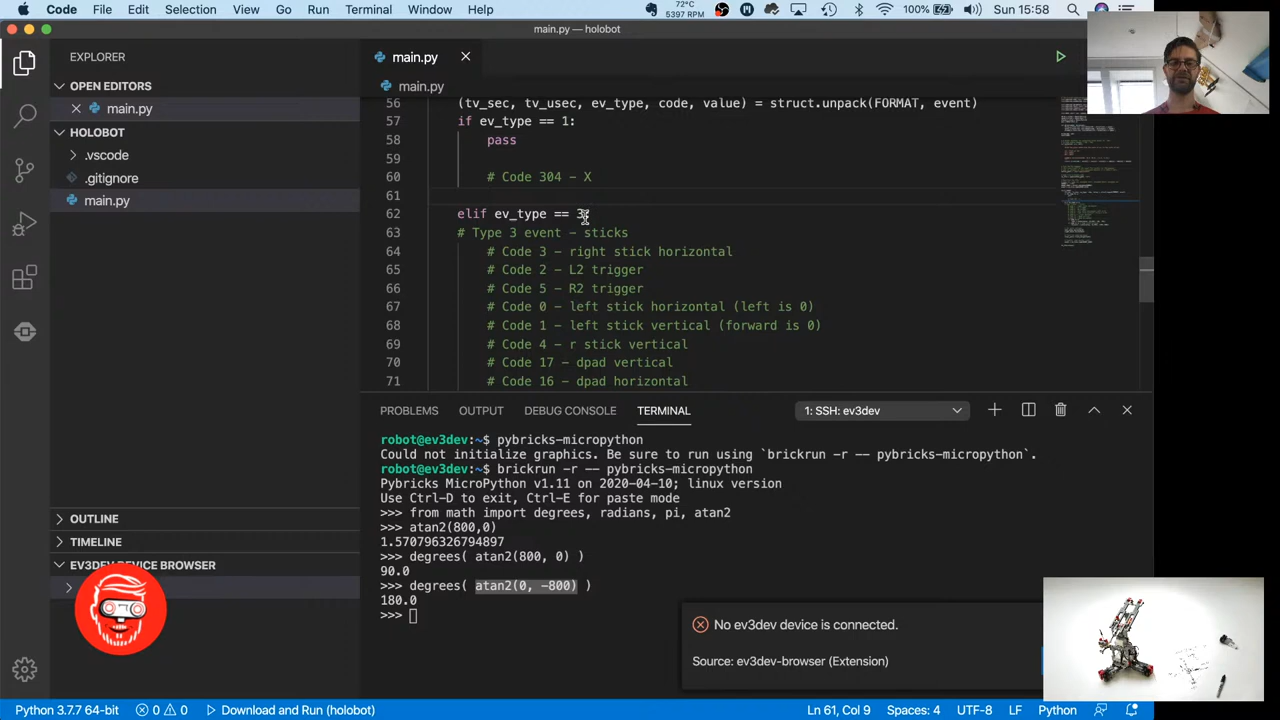 Code File Edit Selection View Go Run Terminal Window Help
72°C
5397 RPM
100%
Sun 15:58
main.py — holobot
EXPLORER
OPEN EDITORS
main.py
HOLOBOT
.vscode
.gitignore
main.py
OUTLINE
TIMELINE
EV3DEV DEVICE BROWSER
main.py
main.py
56 (tv_sec, tv_usec, ev_type, code, value) = struct.unpack(FORMAT, event)
57 if ev_type == 1:
58 pass
59
60 # Code 304 - X
61
62 elif ev_type == 3:
63 # Type 3 event - sticks
64 # Code 3 - right stick horizontal
65 # Code 2 - L2 trigger
66 # Code 5 - R2 trigger
67 # Code 0 - left stick horizontal (left is 0)
68 # Code 1 - left stick vertical (forward is 0)
69 # Code 4 - r stick vertical
70 # Code 17 - dpad vertical
71 # Code 16 - dpad horizontal
PROBLEMS OUTPUT DEBUG CONSOLE TERMINAL
1: SSH: ev3dev
robot@ev3dev:~$ pybricks-micropython
Could not initialize graphics. Be sure to run using `brickrun -r -- pybricks-micropython`.
robot@ev3dev:~$ brickrun -r -- pybricks-micropython
Pybricks MicroPython v1.11 on 2020-04-10; linux version
Use Ctrl-D to exit, Ctrl-E for paste mode
>>> from math import degrees, radians, pi, atan2
>>> atan2(800,0)
1.570796326794897
>>> degrees( atan2(800, 0) )
90.0
>>> degrees( atan2(0, -800) )
180.0
>>>
No ev3dev device is connected.
Source: ev3dev-browser (Extension)
Python 3.7.7 64-bit
0
0
Download and Run (holobot)
Ln 61, Col 9
Spaces: 4
UTF-8
LF
Python